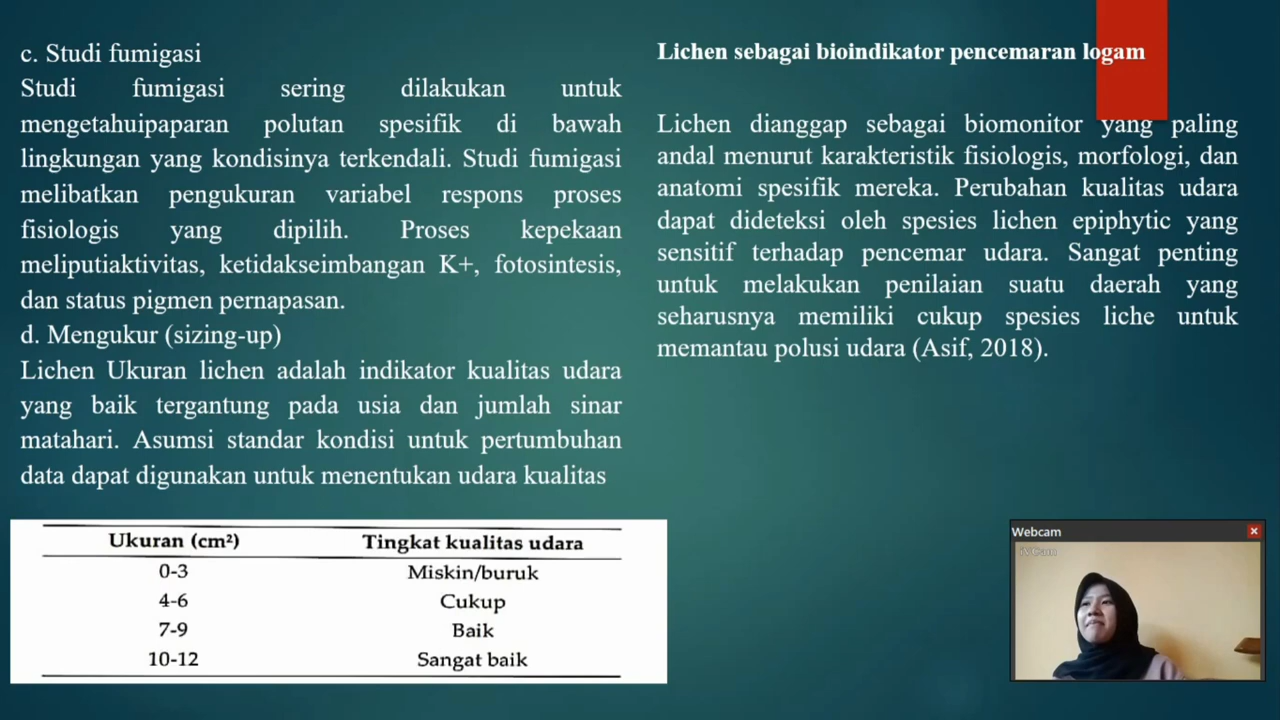 c. Studi fumigasi
Studi fumigasi sering dilakukan untuk
mengetahuipaparan polutan spesifik di bawah
lingkungan yang kondisinya terkendali. Studi fumigasi
melibatkan pengukuran variabel respons proses
fisiologis yang dipilih. Proses kepekaan
meliputiaktivitas, ketidakseimbangan K+, fotosintesis,
dan status pigmen pernapasan.
d. Mengukur (sizing-up)
Lichen Ukuran lichen adalah indikator kualitas udara
yang baik tergantung pada usia dan jumlah sinar
matahari. Asumsi standar kondisi untuk pertumbuhan
data dapat digunakan untuk menentukan udara kualitas
Ukuran (cm²) Tingkat kualitas udara
0-3 Miskin/buruk
4-6 Cukup
7-9 Baik
10-12 Sangat baik
Lichen sebagai bioindikator pencemaran logam
Lichen dianggap sebagai biomonitor yang paling
andal menurut karakteristik fisiologis, morfologi, dan
anatomi spesifik mereka. Perubahan kualitas udara
dapat dideteksi oleh spesies lichen epiphytic yang
sensitif terhadap pencemar udara. Sangat penting
untuk melakukan penilaian suatu daerah yang
seharusnya memiliki cukup spesies liche untuk
memantau polusi udara (Asif, 2018).
Webcam
iVCam